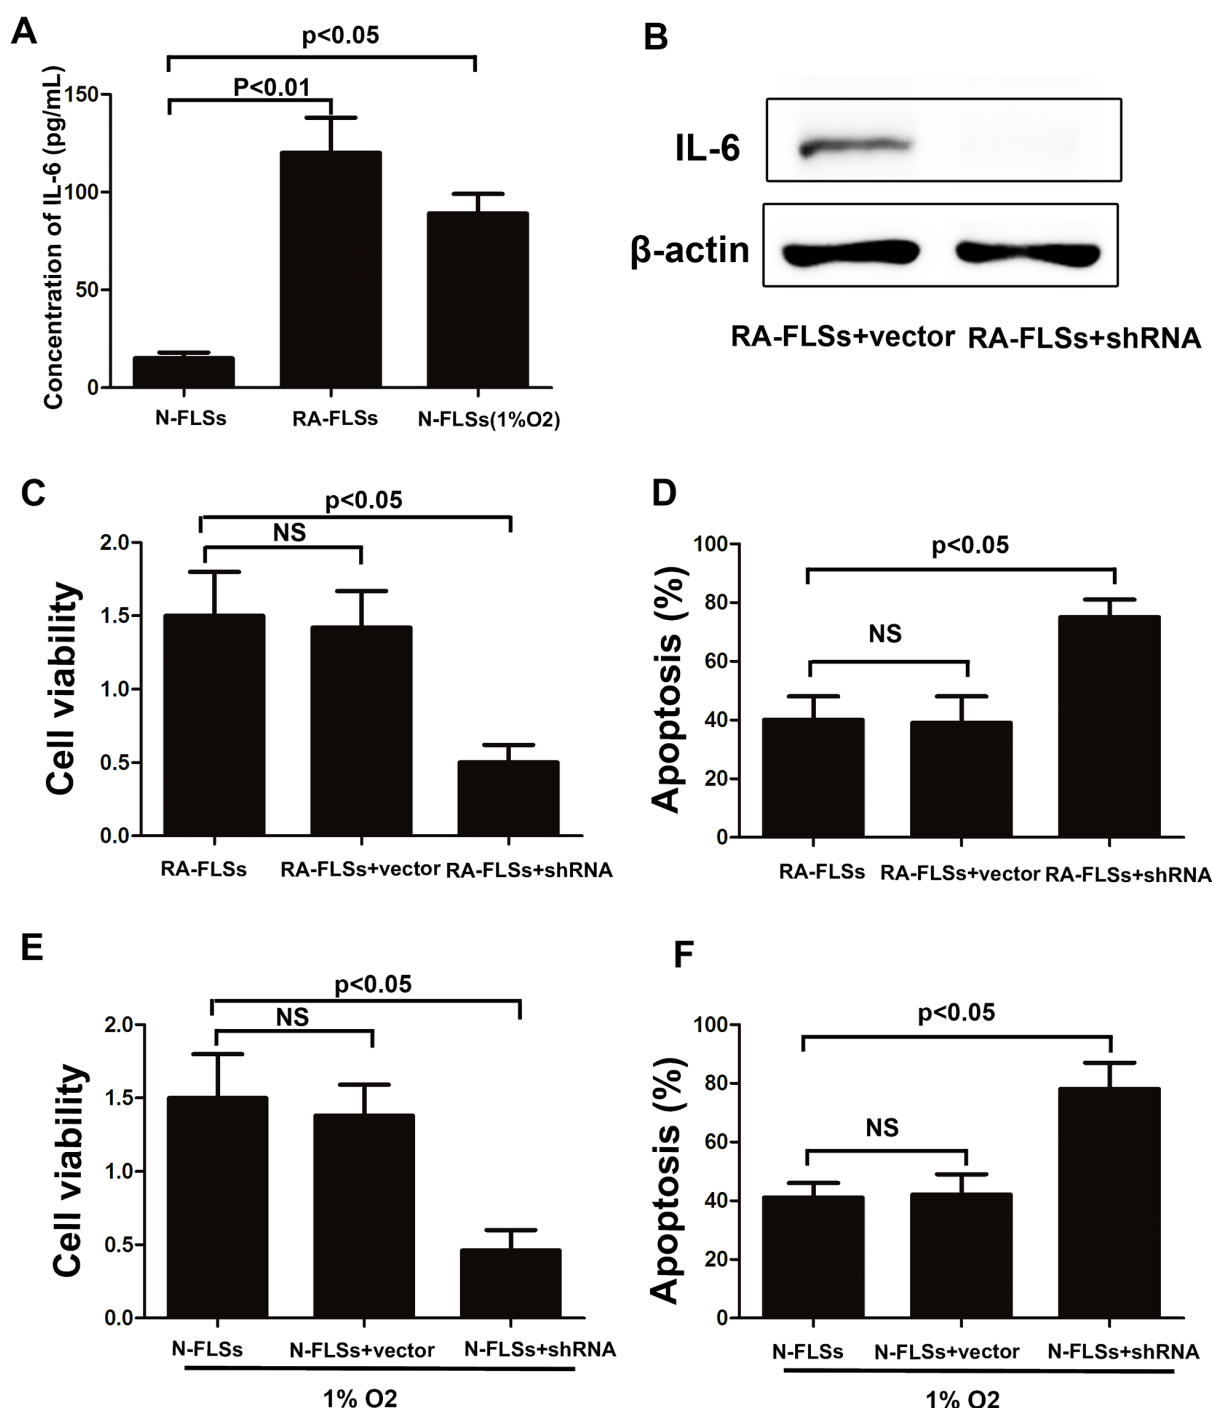 A
p<0.05
P<0.01
Concentration of IL-6 (pg/mL)
150
100
50
0
N-FLSs
RA-FLSs
N-FLSs(1%O2)
B
IL-6
β-actin
RA-FLSs+vector
RA-FLSs+shRNA
C
p<0.05
NS
Cell viability
2.0
1.5
1.0
0.5
0.0
RA-FLSs
RA-FLSs+vector
RA-FLSs+shRNA
D
p<0.05
NS
Apoptosis (%)
100
80
60
40
20
0
RA-FLSs
RA-FLSs+vector
RA-FLSs+shRNA
E
p<0.05
NS
Cell viability
2.0
1.5
1.0
0.5
0.0
N-FLSs
N-FLSs+vector
N-FLSs+shRNA
1% O2
F
p<0.05
NS
Apoptosis (%)
100
80
60
40
20
0
N-FLSs
N-FLSs+vector
N-FLSs+shRNA
1% O2